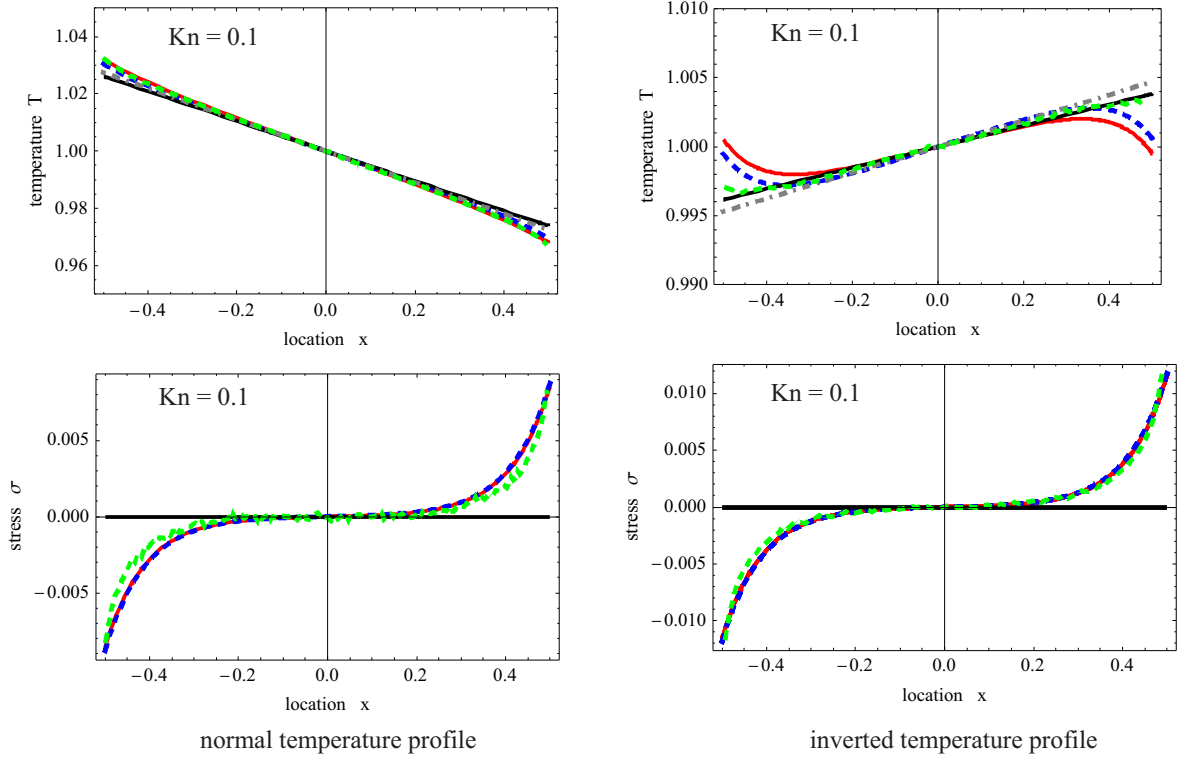 Kn = 0.1
temperature T
1.04
1.02
1.00
0.98
0.96
−0.4 −0.2 0.0 0.2 0.4
location x
Kn = 0.1
temperature T
1.010
1.005
1.000
0.995
0.990
−0.4 −0.2 0.0 0.2 0.4
location x
Kn = 0.1
stress σ
0.005
0.000
−0.005
−0.4 −0.2 0.0 0.2 0.4
location x
normal temperature profile
Kn = 0.1
stress σ
0.010
0.005
0.000
−0.005
−0.010
−0.4 −0.2 0.0 0.2 0.4
location x
inverted temperature profile